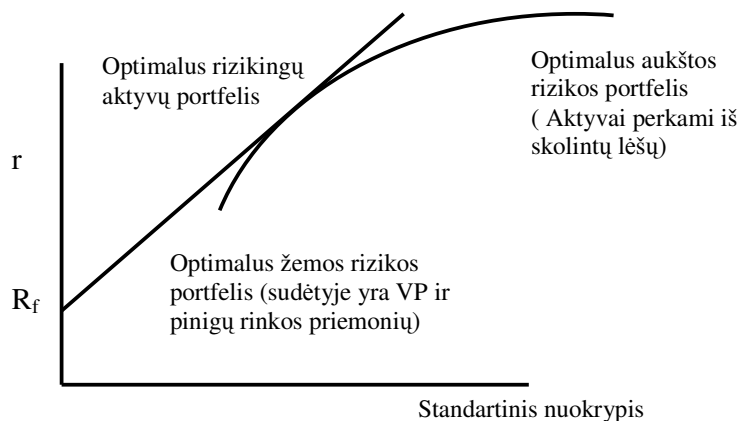 Optimalus rizikingų
aktyvų portfelis
Optimalus aukštos
rizikos portfelis
( Aktyvai perkami iš
skolintų lėšų)
r
Optimalus žemos rizikos
portfelis (sudėtyje yra VP ir
pinigų rinkos priemonių)
Rf
Standartinis nuokrypis